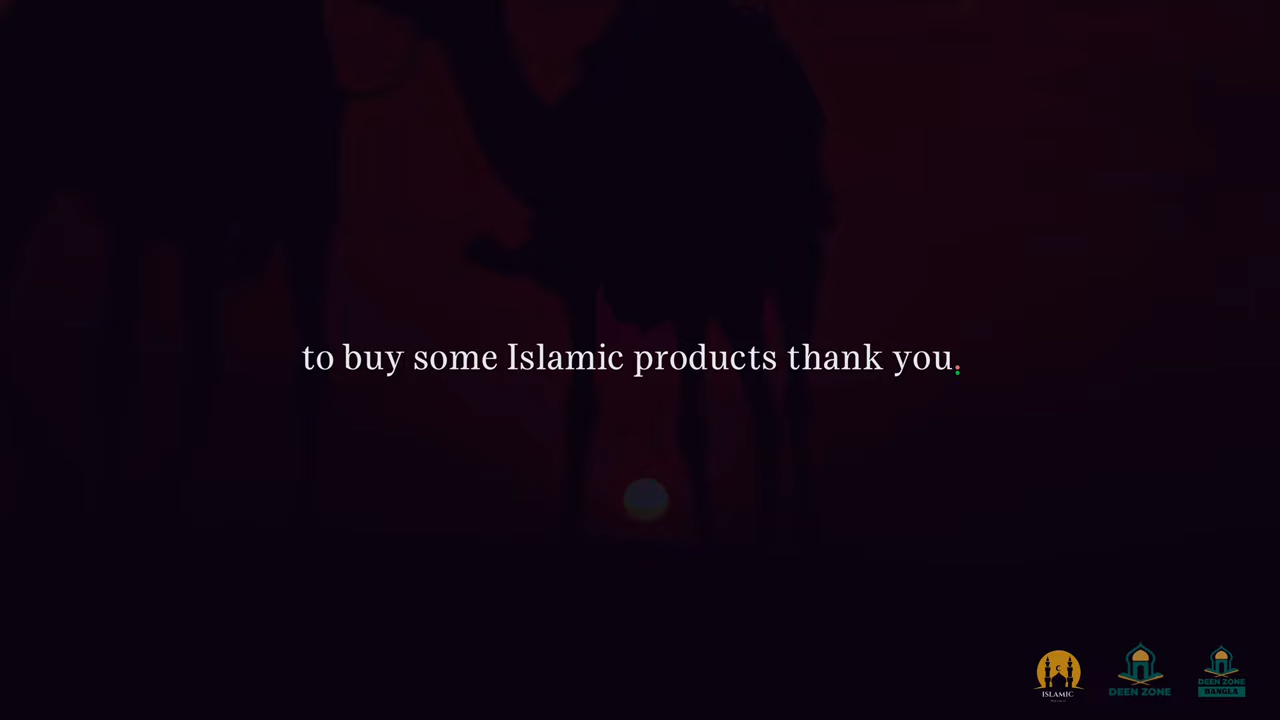 to buy some Islamic products thank you.
ISLAMIC
DEEN ZONE
DEEN ZONE
BANGLA